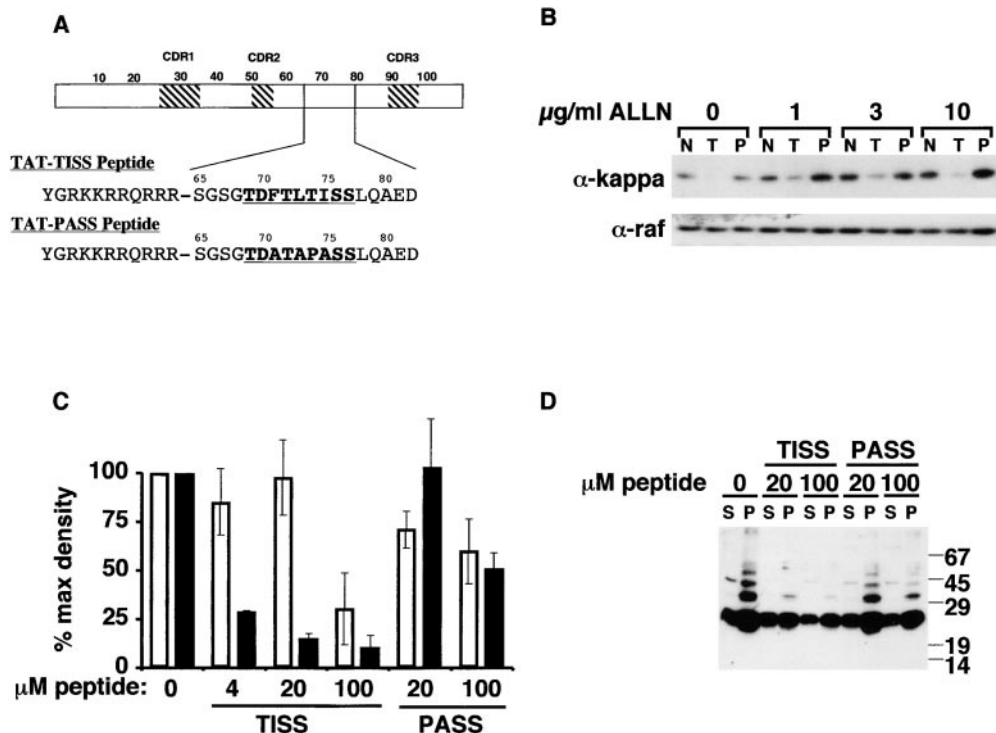 A
CDR1 CDR2 CDR3
10 20 30 40 50 60 70 80 90 100
TAT-TISS Peptide
65 70 75 80
YGRKKRRQRRR-SGSGTDFTLTISSLQAED
TAT-PASS Peptide
65 70 75 80
YGRKKRRQRRR-SGSGTDATAPASSLQAED
B
µg/ml ALLN 0 1 3 10
N T P N T P N T P N T P
α-kappa
α-raf
C
% max density
100
75
50
25
0
μM peptide: 0 4 20 100 20 100
TISS PASS
D
TISS PASS
μM peptide 0 20 100 20 100
S P S P S P S P S P
67
45
29
19
14